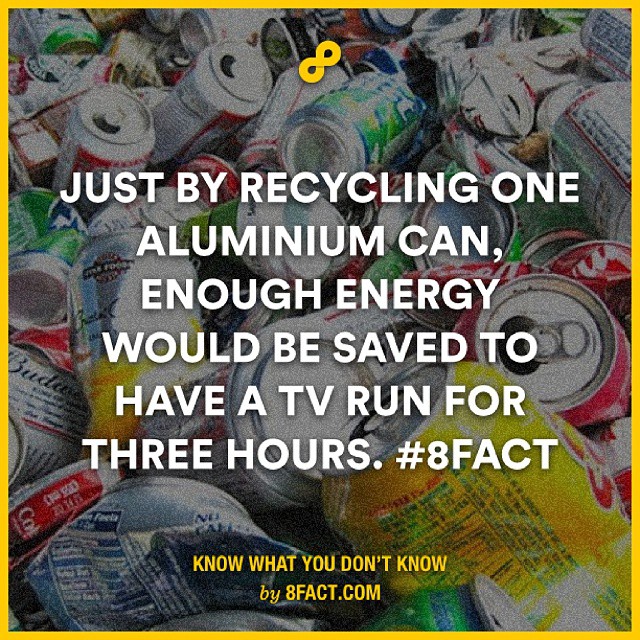 JUST BY RECYCLING ONE
ALUMINIUM CAN,
ENOUGH ENERGY
WOULD BE SAVED TO
HAVE A TV RUN FOR
THREE HOURS. #8FACT
KNOW WHAT YOU DON'T KNOW
by 8FACT.COM